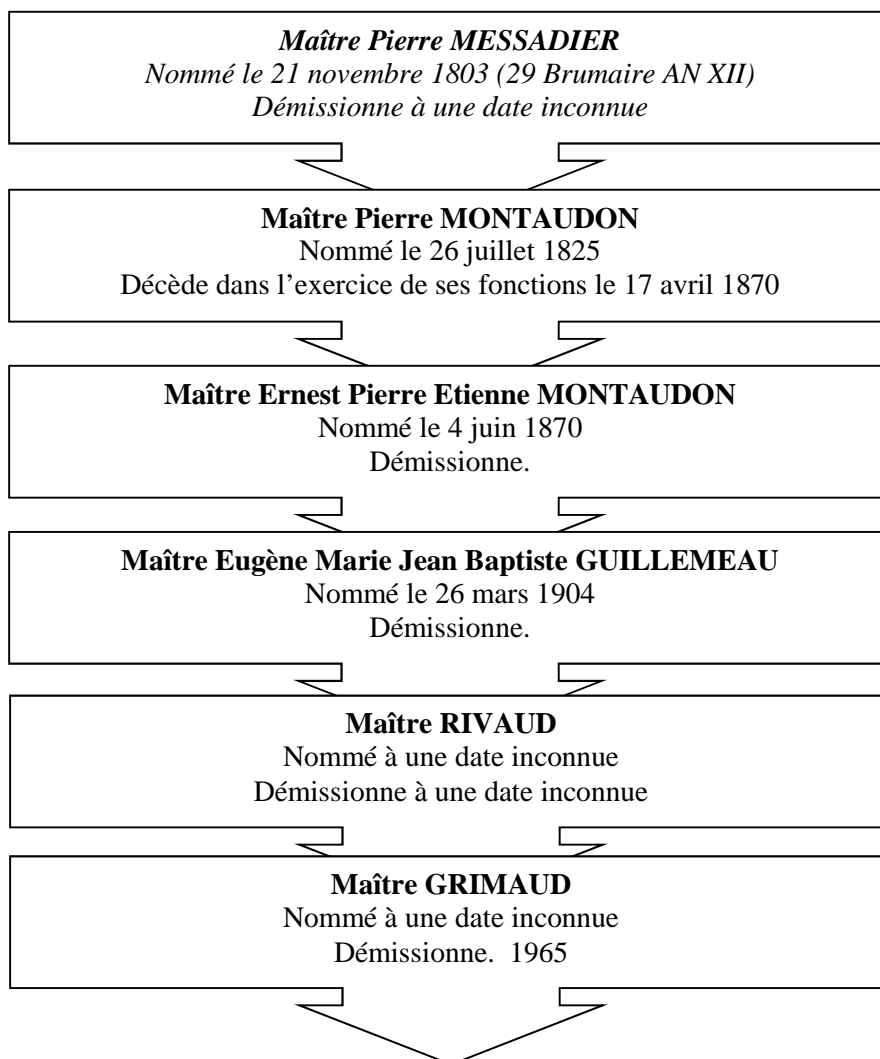 Maître Pierre MESSADIER
Nommé le 21 novembre 1803 (29 Brumaire AN XII)
Démissionne à une date inconnue
Maître Pierre MONTAUDON
Nommé le 26 juillet 1825
Décède dans l’exercice de ses fonctions le 17 avril 1870
Maître Ernest Pierre Etienne MONTAUDON
Nommé le 4 juin 1870
Démissionne.
Maître Eugène Marie Jean Baptiste GUILLEMEAU
Nommé le 26 mars 1904
Démissionne.
Maître RIVAUD
Nommé à une date inconnue
Démissionne à une date inconnue
Maître GRIMAUD
Nommé à une date inconnue
Démissionne.  1965